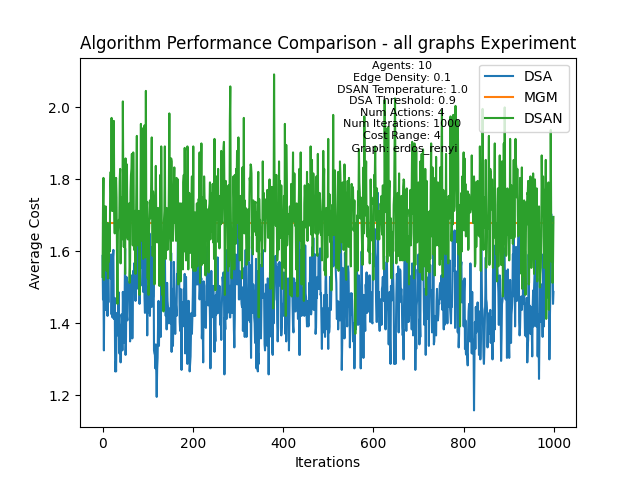 Algorithm Performance Comparison - all graphs Experiment
Agents: 10
Edge Density: 0.1
DSAN Temperature: 1.0
DSA Threshold: 0.9
Num Actions: 4
Num Iterations: 1000
Cost Range: 4
Graph: erdos_renyi
DSA
MGM
DSAN
Average Cost
2.0
1.8
1.6
1.4
1.2
0
200
400
600
800
1000
Iterations